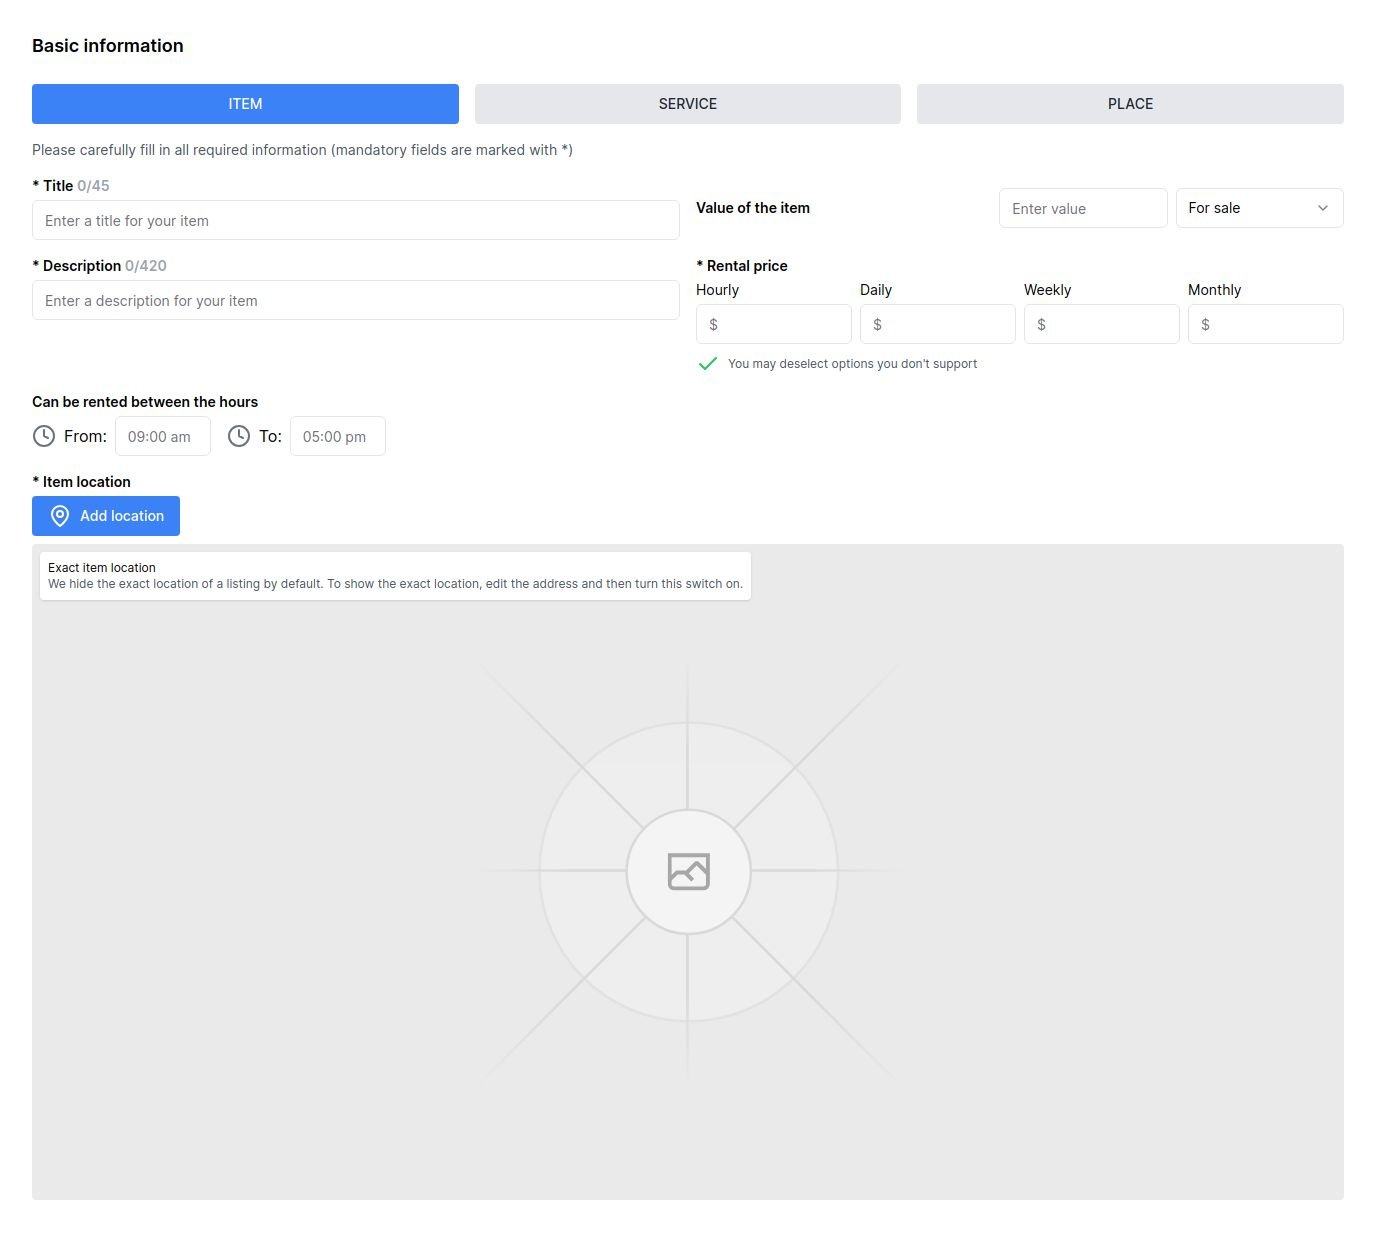 Basic information
ITEM
SERVICE
PLACE
Please carefully fill in all required information (mandatory fields are marked with *)
* Title 0/45
Enter a title for your item
Value of the item
Enter value
For sale
* Description 0/420
Enter a description for your item
* Rental price
Hourly
Daily
Weekly
Monthly
$
$
$
$
You may deselect options you don't support
Can be rented between the hours
From:
09:00 am
To:
05:00 pm
* Item location
Add location
Exact item location
We hide the exact location of a listing by default. To show the exact location, edit the address and then turn this switch on.